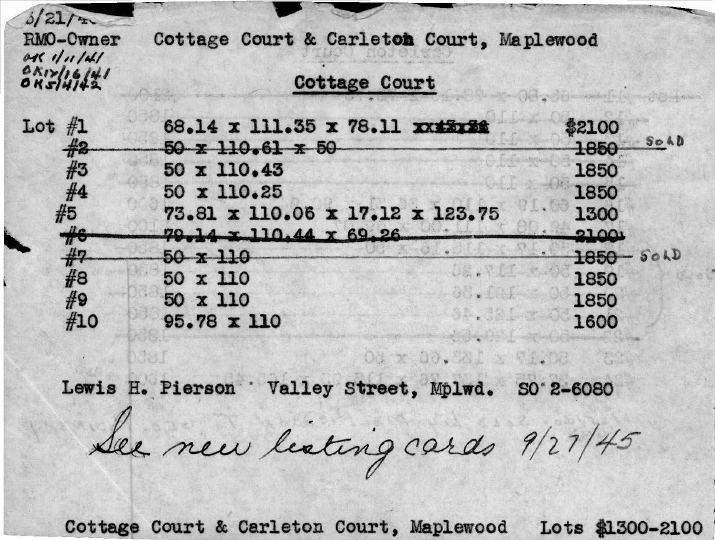 RMO-Owner Cottage Court & Carleton Court, Maplewood
OK 1/11/41
OK 12/16/41
OK 5/4/42
Cottage Court
Lot #1 68.14 x 111.35 x 78.11 $2100
#2 50 x 110.61 x 50 1850 SOLD
#3 50 x 110.43 1850
#4 50 x 110.25 1850
#5 73.81 x 110.06 x 17.12 x 123.75 1300
#6 79.14 x 110.44 x 69.26 2100
#7 50 x 110 1850 SOLD
#8 50 x 110 1850
#9 50 x 110 1850
#10 95.78 x 110 1600
Lewis H. Pierson Valley Street, Mplwd. SO 2-6080
See new listing cards 9/27/45
Cottage Court & Carleton Court, Maplewood Lots $1300-2100